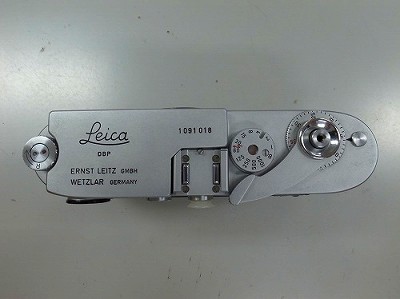 Leica
1091018
DBP
ERNST LEITZ GMBH
WETZLAR GERMANY